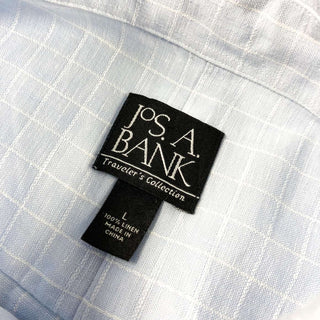 JOS. A.
BANK
Traveler's Collection
L
100% LINEN
MADE IN
CHINA